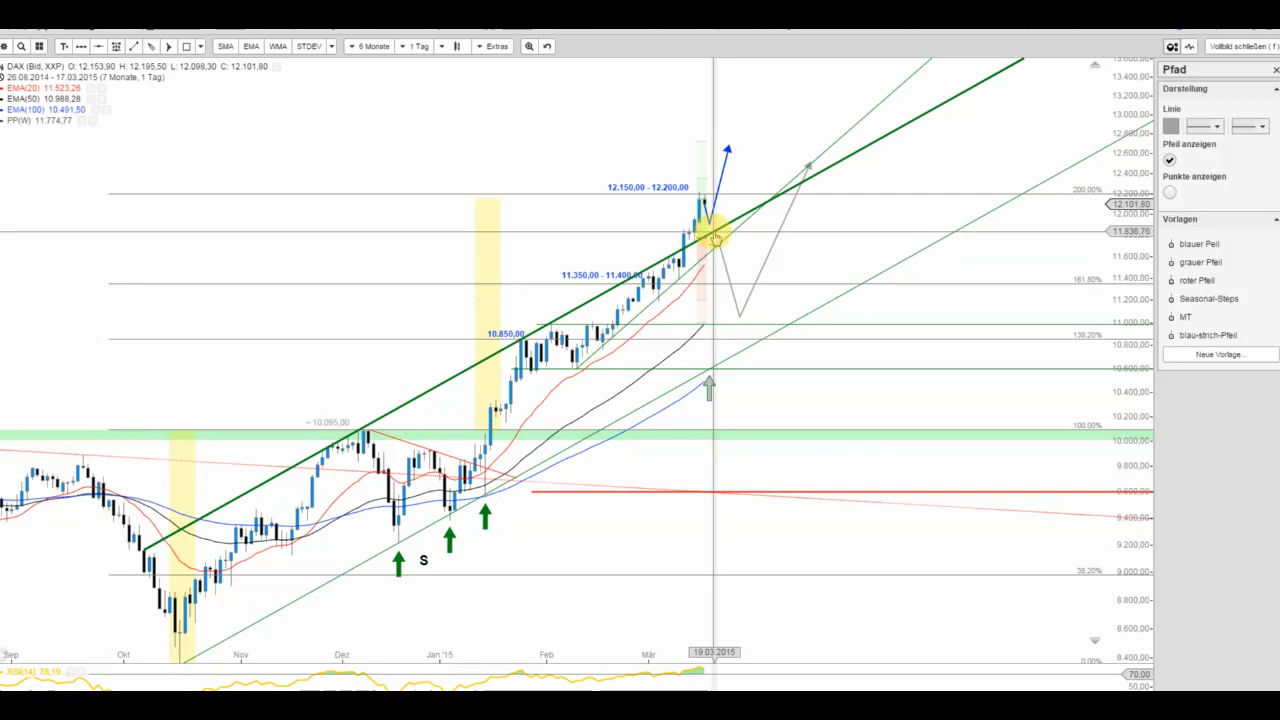 SMA EMA WMA STDEV 6 Monate 1 Tag Extras Vollbild schließen ( f )
DAX (Bid, XXP) O: 12.153,90 H: 12.195,50 L: 12.098,30 C: 12.101,80
26.08.2014 - 17.03.2015 (7 Monate, 1 Tag)
EMA(20) 11.523,26
EMA(50) 10.988,28
EMA(100) 10.491,50
PP(W) 11.774,77
12.150,00 - 12.200,00
11.350,00 - 11.400,00
10.850,00
~ 10.095,00
S
200.00%
161.80%
138.20%
100.00%
38.20%
0.00%
13.400,00
13.200,00
13.000,00
12.800,00
12.600,00
12.400,00
12.200,00
12.101,80
12.000,00
11.836,76
11.600,00
11.400,00
11.200,00
11.000,00
10.800,00
10.600,00
10.400,00
10.200,00
10.000,00
9.800,00
9.600,00
9.400,00
9.200,00
9.000,00
8.800,00
8.600,00
8.400,00
Sep Okt Nov Dez Jan '15 Feb Mär 19.03.2015
RSI(14) 76,19
70,00
50,00
Pfad
Darstellung
Linie
Pfeil anzeigen
Punkte anzeigen
Vorlagen
blauer Peil
grauer Pfeil
roter Pfeil
Seasonal-Steps
MT
blau-strich-Pfeil
Neue Vorlage...